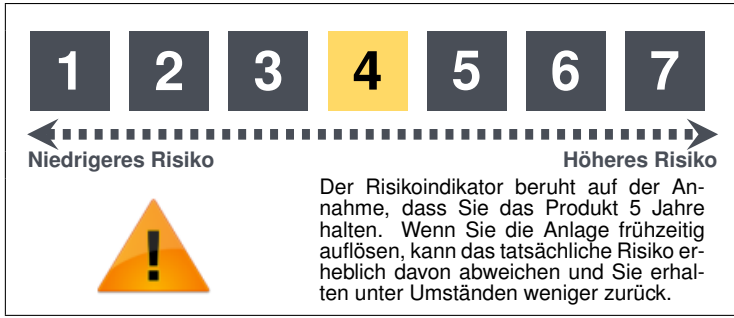 1 2 3 4 5 6 7
Niedrigeres Risiko Höheres Risiko
!
Der Risikoindikator beruht auf der An-
nahme, dass Sie das Produkt 5 Jahre
halten. Wenn Sie die Anlage frühzeitig
auflösen, kann das tatsächliche Risiko er-
heblich davon abweichen und Sie erhal-
ten unter Umständen weniger zurück.